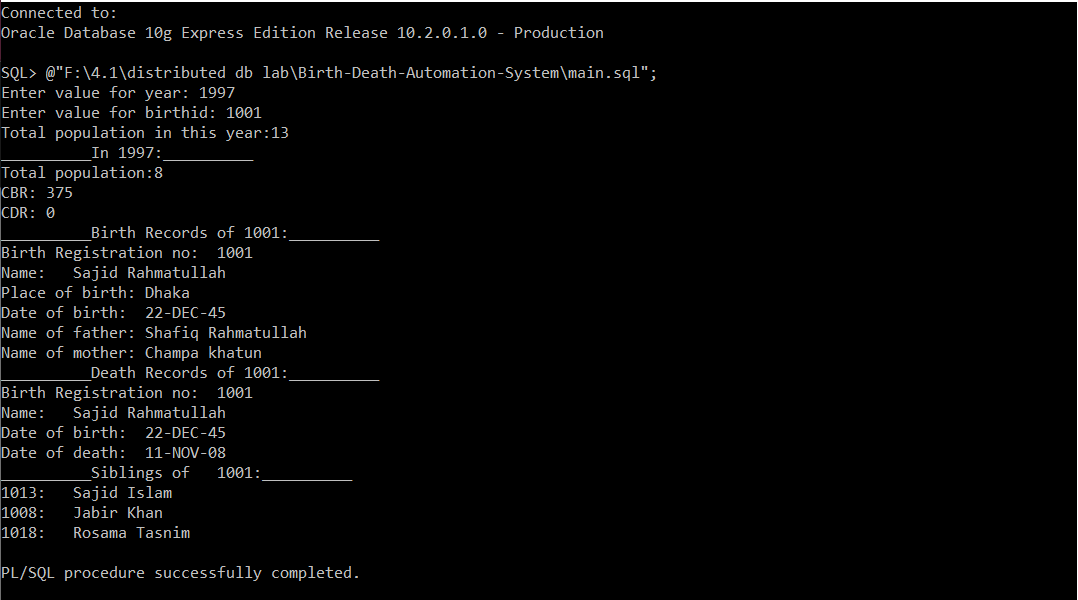 Connected to:
Oracle Database 10g Express Edition Release 10.2.0.1.0 - Production
SQL> @"F:\4.1\distributed db lab\Birth-Death-Automation-System\main.sql";
Enter value for year: 1997
Enter value for birthid: 1001
Total population in this year:13
__________In 1997:__________
Total population:8
CBR: 375
CDR: 0
__________Birth Records of 1001:__________
Birth Registration no:  1001
Name:   Sajid Rahmatullah
Place of birth: Dhaka
Date of birth:  22-DEC-45
Name of father: Shafiq Rahmatullah
Name of mother: Champa khatun
__________Death Records of 1001:__________
Birth Registration no:  1001
Name:   Sajid Rahmatullah
Date of birth:  22-DEC-45
Date of death:  11-NOV-08
__________Siblings of   1001:__________
1013:   Sajid Islam
1008:   Jabir Khan
1018:   Rosama Tasnim
PL/SQL procedure successfully completed.